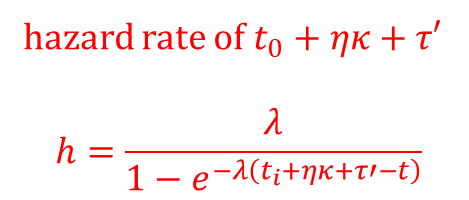 hazard rate of t₀ + ηκ + τ′
h = λ / (1 − e^{−λ(tᵢ+ηκ+τ′−t)})